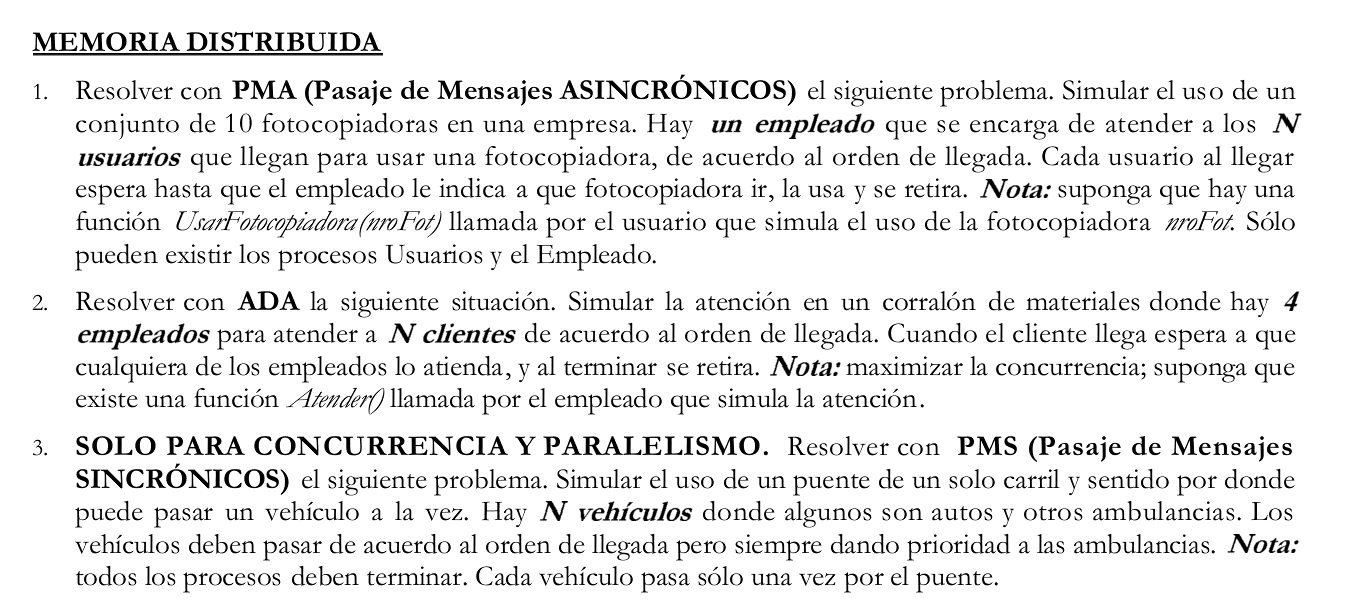 MEMORIA DISTRIBUIDA
1. Resolver con PMA (Pasaje de Mensajes ASINCRÓNICOS) el siguiente problema. Simular el uso de un
conjunto de 10 fotocopiadoras en una empresa. Hay un empleado que se encarga de atender a los N
usuarios que llegan para usar una fotocopiadora, de acuerdo al orden de llegada. Cada usuario al llegar
espera hasta que el empleado le indica a que fotocopiadora ir, la usa y se retira. Nota: suponga que hay una
función UsarFotocopiadora(nroFot) llamada por el usuario que simula el uso de la fotocopiadora nroFot. Sólo
pueden existir los procesos Usuarios y el Empleado.
2. Resolver con ADA la siguiente situación. Simular la atención en un corralón de materiales donde hay 4
empleados para atender a N clientes de acuerdo al orden de llegada. Cuando el cliente llega espera a que
cualquiera de los empleados lo atienda, y al terminar se retira. Nota: maximizar la concurrencia; suponga que
existe una función Atender() llamada por el empleado que simula la atención.
3. SOLO PARA CONCURRENCIA Y PARALELISMO. Resolver con PMS (Pasaje de Mensajes
SINCRÓNICOS) el siguiente problema. Simular el uso de un puente de un solo carril y sentido por donde
puede pasar un vehículo a la vez. Hay N vehículos donde algunos son autos y otros ambulancias. Los
vehículos deben pasar de acuerdo al orden de llegada pero siempre dando prioridad a las ambulancias. Nota:
todos los procesos deben terminar. Cada vehículo pasa sólo una vez por el puente.